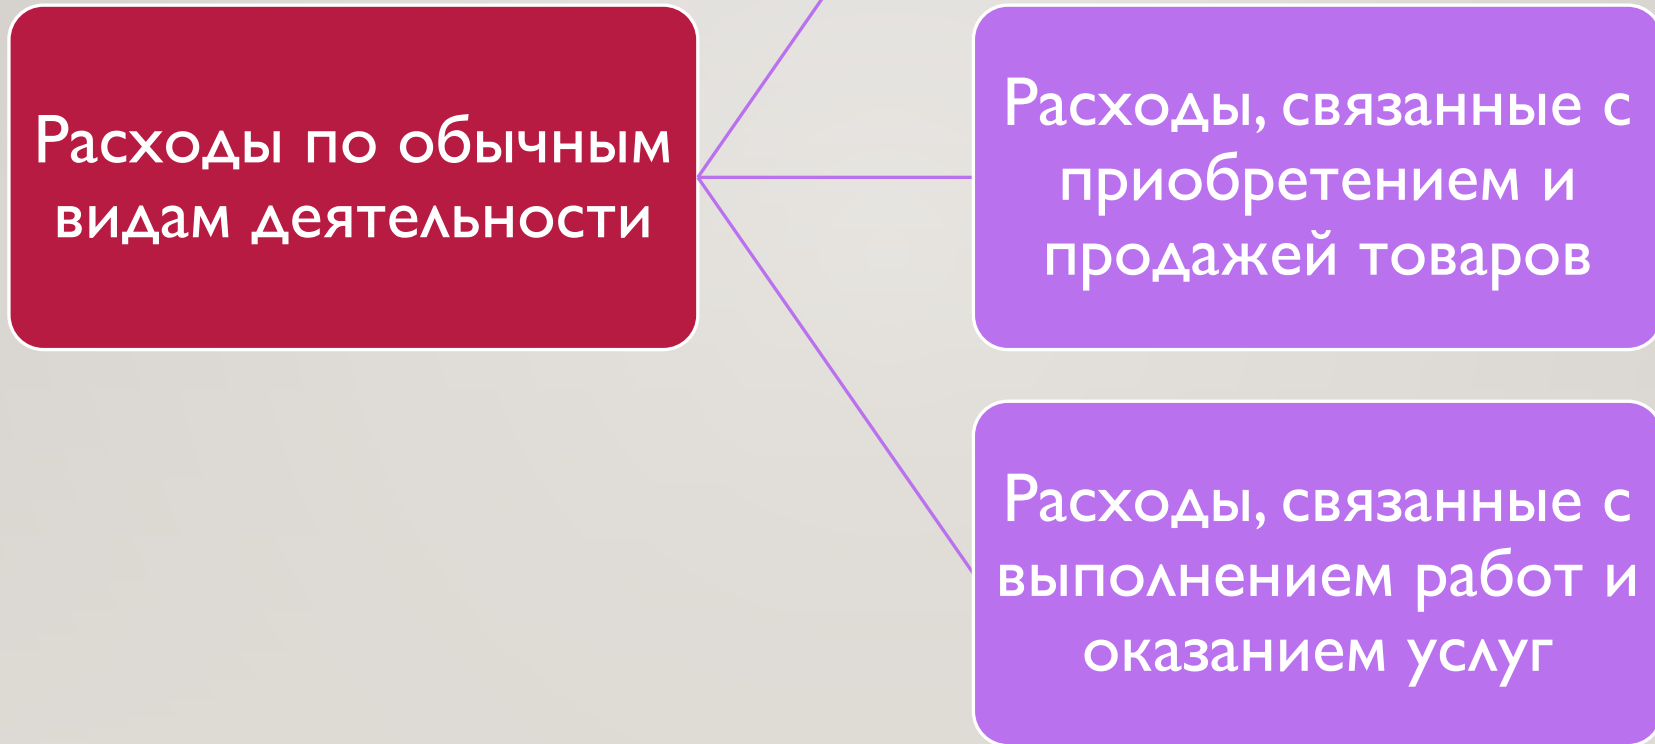 Расходы по обычным
видам деятельности
Расходы, связанные с
приобретением и
продажей товаров
Расходы, связанные с
выполнением работ и
оказанием услуг